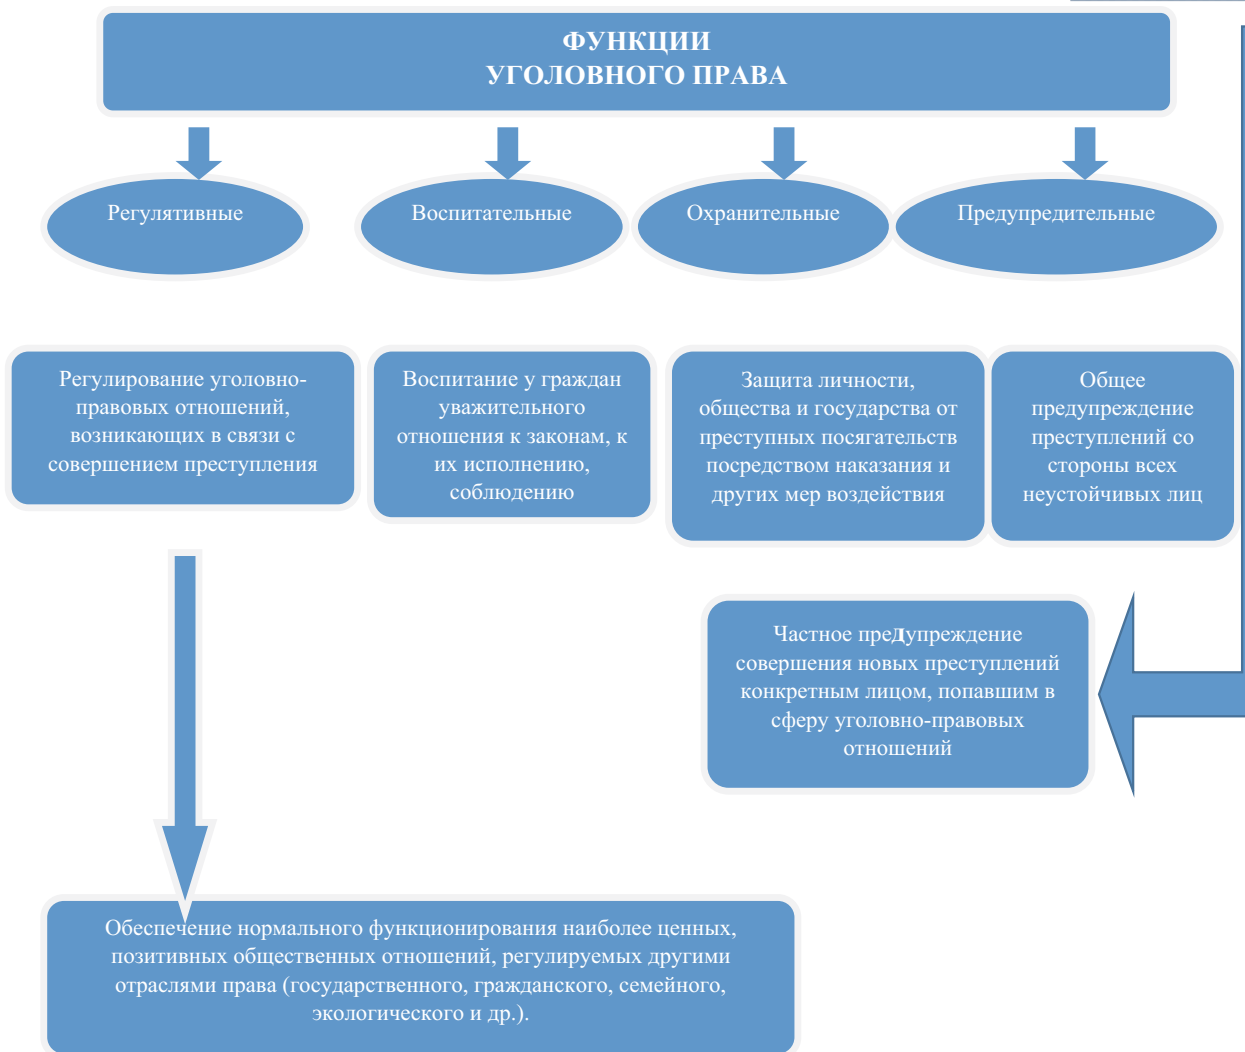 ФУНКЦИИ
УГОЛОВНОГО ПРАВА
Регулятивные
Воспитательные
Охранительные
Предупредительные
Регулирование уголовно-
правовых отношений,
возникающих в связи с
совершением преступления
Воспитание у граждан
уважительного
отношения к законам, к
их исполнению,
соблюдению
Защита личности,
общества и государства от
преступных посягательств
посредством наказания и
других мер воздействия
Общее
предупреждение
преступлений со
стороны всех
неустойчивых лиц
Частное предупреждение
совершения новых преступлений
конкретным лицом, попавшим в
сферу уголовно-правовых
отношений
Обеспечение нормального функционирования наиболее ценных,
позитивных общественных отношений, регулируемых другими
отраслями права (государственного, гражданского, семейного,
экологического и др.).